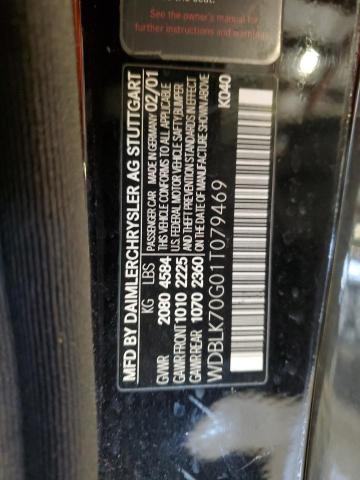 the seat.
See the owner's manual for
further instructions and warnings
MFD BY DAIMLERCHRYSLER AG STUTTGART
KG LBS
GVWR 2080 4584
GAWR FRONT 1010 2225
GAWR REAR 1070 2360
PASSENGER CAR MADE IN GERMANY 02/01
THIS VEHICLE CONFORMS TO ALL APPLICABLE
U.S. FEDERAL MOTOR VEHICLE SAFETY BUMPER
AND THEFT PREVENTION STANDARDS IN EFFECT
ON DATE OF MANUFACTURE SHOWN ABOVE
WDBLK70G01T079469
K040